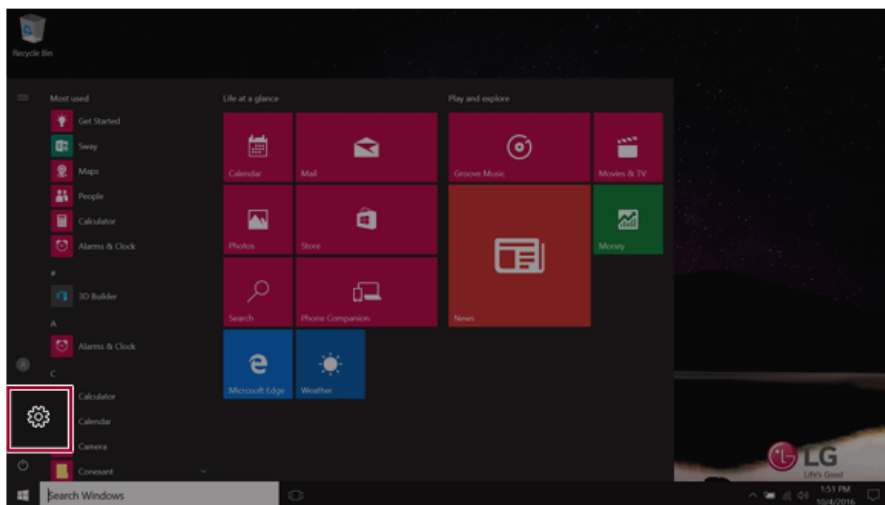 Recycle Bin
Most used
Get Started
Sway
Maps
People
Calculator
Alarms & Clock
#
3D Builder
A
Alarms & Clock
C
Calculator
Calendar
Camera
Conexant
Life at a glance
Calendar
Mail
Photos
Store
Search
Phone Companion
Microsoft Edge
Weather
Play and explore
Groove Music
Movies & TV
News
Money
LG
Life's Good
Search Windows
1:51 PM
10/4/2016